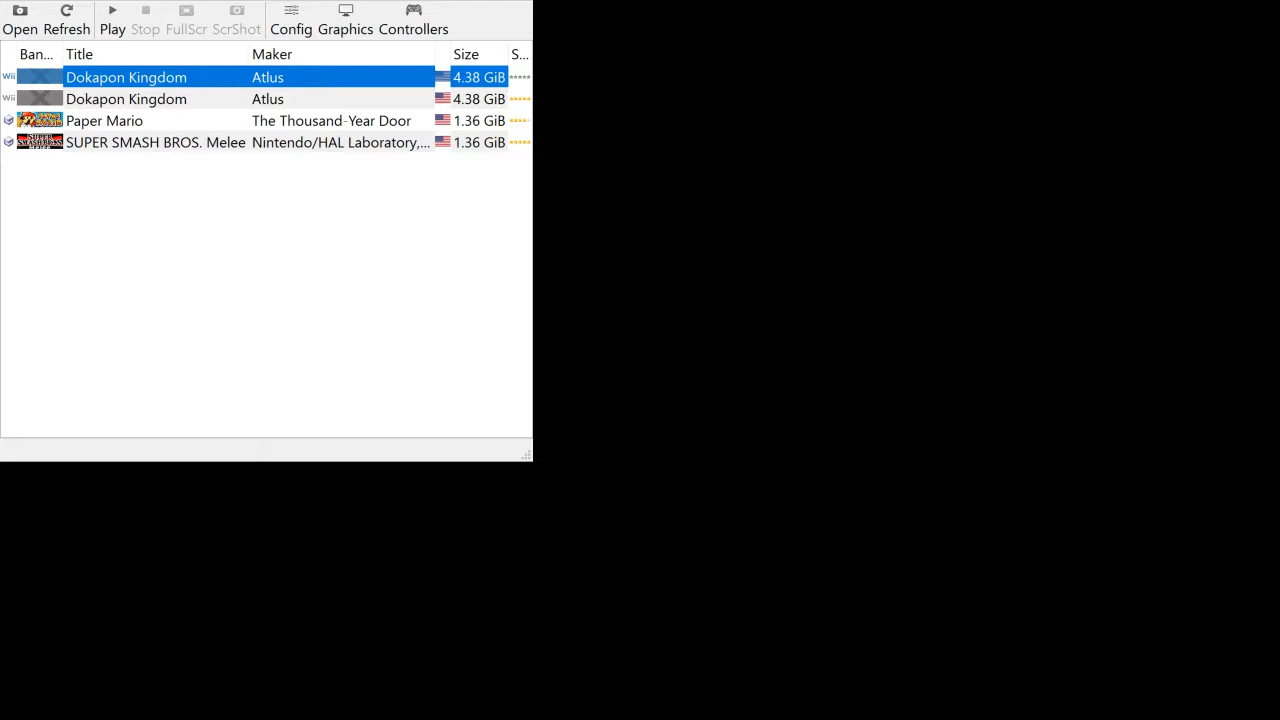 Open Refresh Play Stop FullScr ScrShot Config Graphics Controllers
Ban... Title Maker Size S...
Wii Dokapon Kingdom Atlus 4.38 GiB
Wii Dokapon Kingdom Atlus 4.38 GiB
Paper Mario The Thousand-Year Door 1.36 GiB
SUPER SMASH BROS. Melee Nintendo/HAL Laboratory,... 1.36 GiB